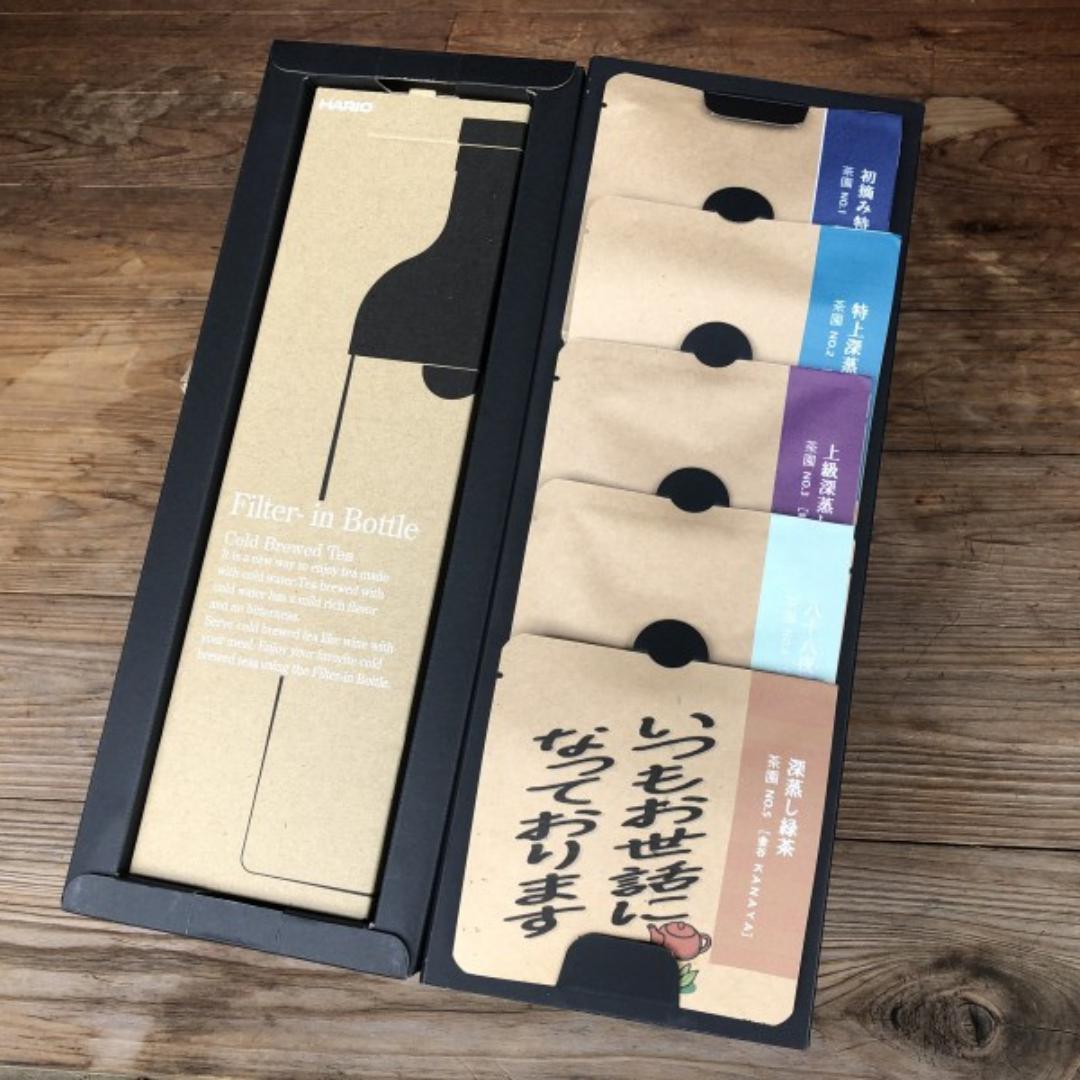 HARIO
Filter-in Bottle
Cold Brewed Tea
It is a new way to enjoy tea made
with cold water. Tea brewed with
cold water has a mild rich flavor
and no bitterness.
Serve cold brewed tea like wine with
your meal. Enjoy your favorite cold
brewed teas using the Filter-in Bottle.
初摘み特
茶園 NO.1
特上深蒸
茶園 NO.2
上級深蒸
茶園 NO.3
八十八夜
深蒸し緑茶
茶園 NO.5 [金谷 KANAYA]
いつもお世話に
なっております